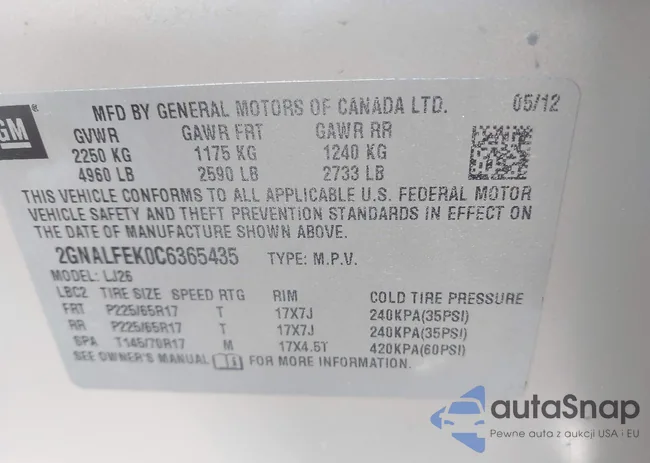 GM ®
MFD BY GENERAL MOTORS OF CANADA LTD. 05/12
GVWR GAWR FRT GAWR RR
2250 KG 1175 KG 1240 KG
4960 LB 2590 LB 2733 LB
THIS VEHICLE CONFORMS TO ALL APPLICABLE U.S. FEDERAL MOTOR
VEHICLE SAFETY AND THEFT PREVENTION STANDARDS IN EFFECT ON
THE DATE OF MANUFACTURE SHOWN ABOVE.
2GNALFEK0C6365435 TYPE: M.P.V.
MODEL: LJ26
LBC2 TIRE SIZE SPEED RTG RIM COLD TIRE PRESSURE
FRT P225/65R17 T 17X7J 240KPA(35PSI)
RR P225/65R17 T 17X7J 240KPA(35PSI)
SPA T145/70R17 M 17X4.5T 420KPA(60PSI)
SEE OWNER'S MANUAL FOR MORE INFORMATION.
autaSnap
Pewne auta z aukcji USA i EU